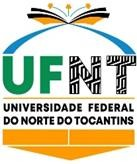 UFNT
UNIVERSIDADE FEDERAL
DO NORTE DO TOCANTINS